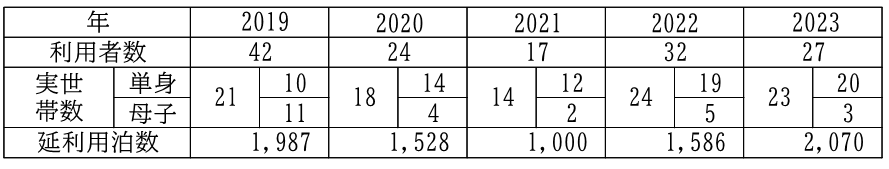 年 2019 2020 2021 2022 2023
利用者数 42 24 17 32 27
実世帯数 単身 21 10 18 14 14 12 24 19 23 20
母子 11 4 2 5 3
延利用泊数 1,987 1,528 1,000 1,586 2,070